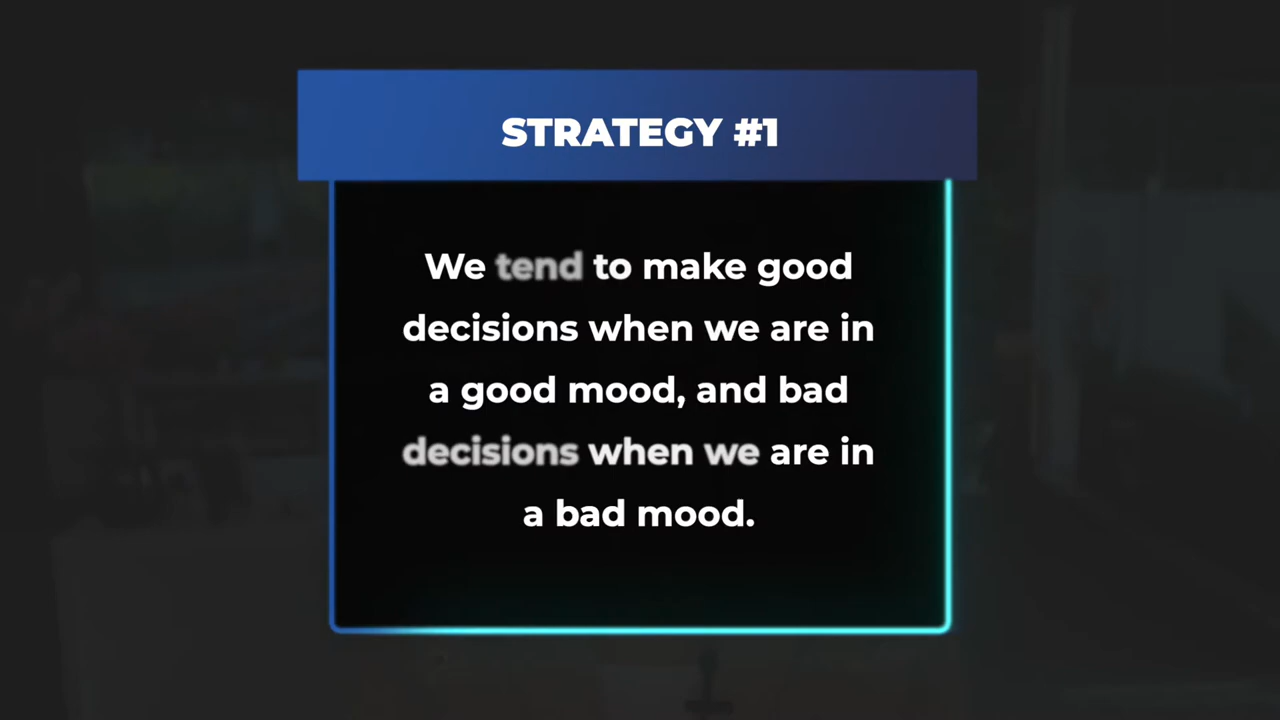 STRATEGY #1
We tend to make good
decisions when we are in
a good mood, and bad
decisions when we are in
a bad mood.